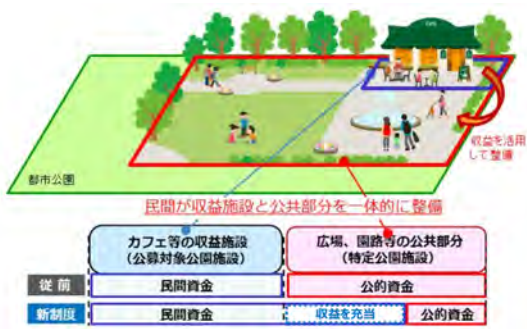 収益を活用
して整備
都市公園
民間が収益施設と公共部分を一体的に整備
カフェ等の収益施設
（公募対象公園施設）
広場、園路等の公共部分
（特定公園施設）
従前
民間資金
公的資金
新制度
民間資金
収益を充当
公的資金